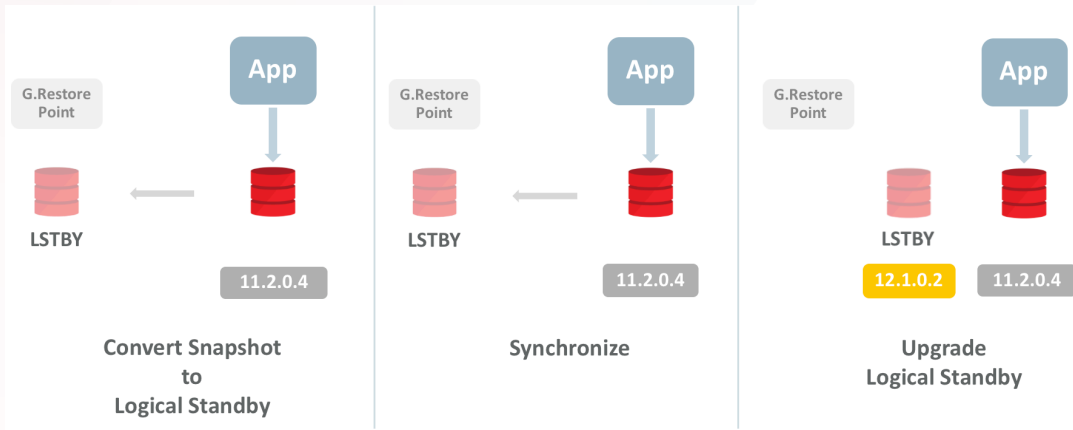 App
G.Restore
Point
LSTBY
11.2.0.4
Convert Snapshot
to
Logical Standby
App
G.Restore
Point
LSTBY
11.2.0.4
Synchronize
App
G.Restore
Point
LSTBY
12.1.0.2
11.2.0.4
Upgrade
Logical Standby